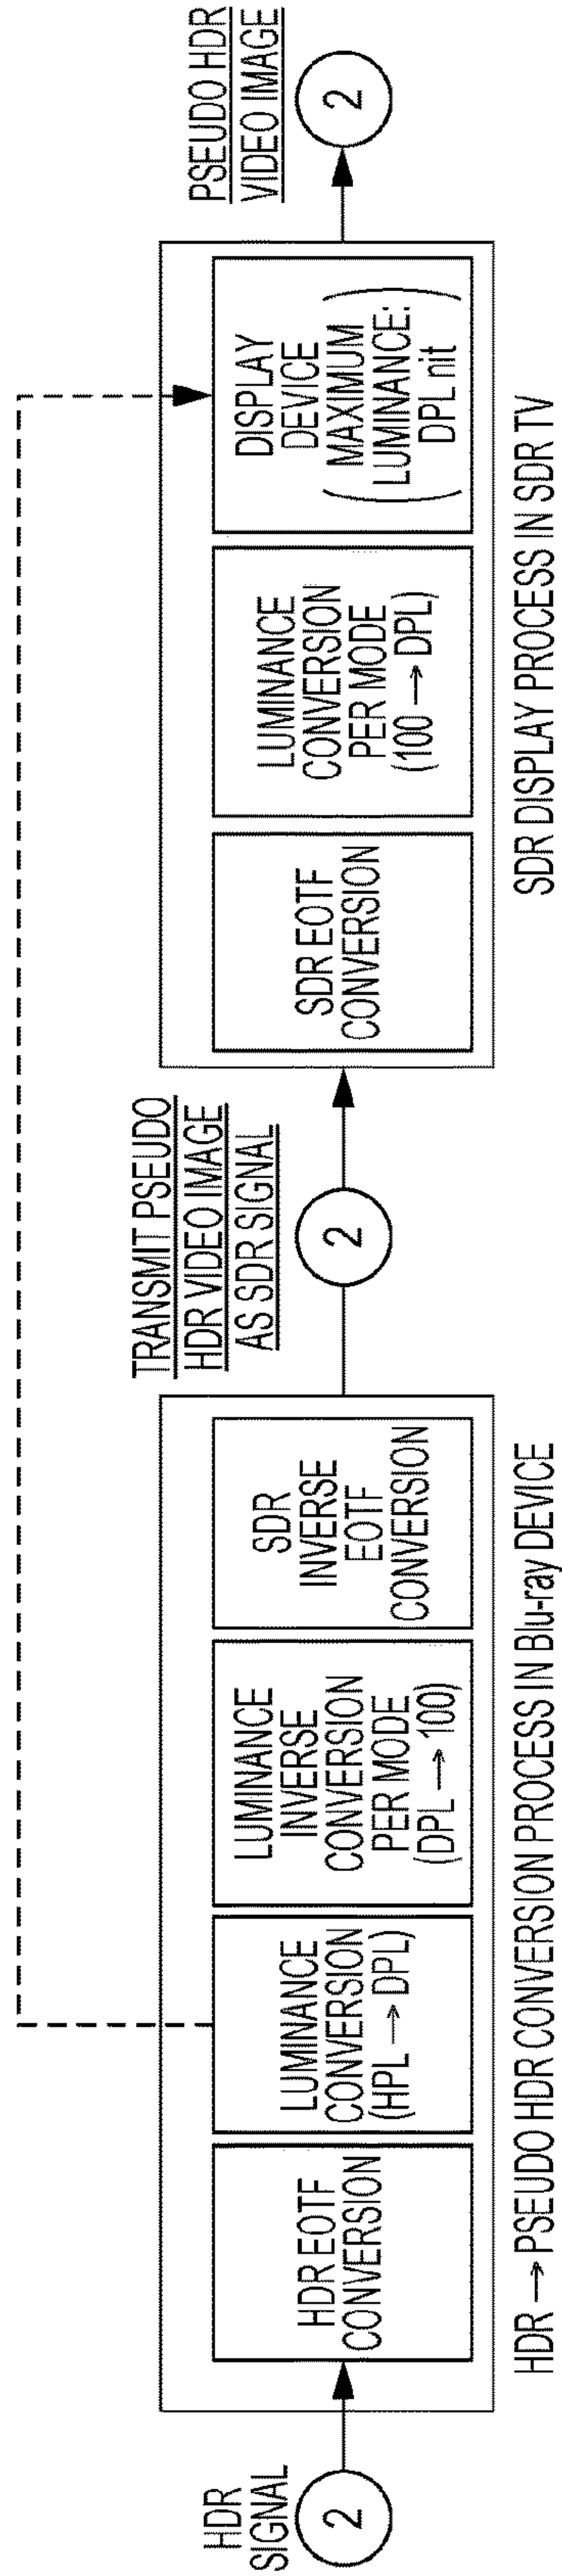 HDR
SIGNAL
2
HDR EOTF
CONVERSION
LUMINANCE
CONVERSION
(HPL → DPL)
LUMINANCE
INVERSE
CONVERSION
PER MODE
(DPL → 100)
SDR
INVERSE
EOTF
CONVERSION
HDR → PSEUDO HDR CONVERSION PROCESS IN Blu-ray DEVICE
TRANSMIT PSEUDO
HDR VIDEO IMAGE
AS SDR SIGNAL
2
SDR EOTF
CONVERSION
LUMINANCE
CONVERSION
PER MODE
(100 → DPL)
DISPLAY
DEVICE
(MAXIMUM
LUMINANCE:
DPL nit)
SDR DISPLAY PROCESS IN SDR TV
PSEUDO HDR
VIDEO IMAGE
2